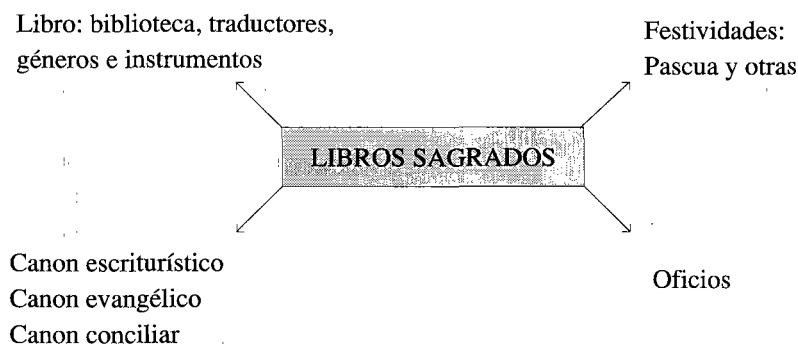 Libro: biblioteca, traductores,
géneros e instrumentos
Festividades:
Pascua y otras
LIBROS SAGRADOS
Canon escriturístico
Canon evangélico
Canon conciliar
Oficios